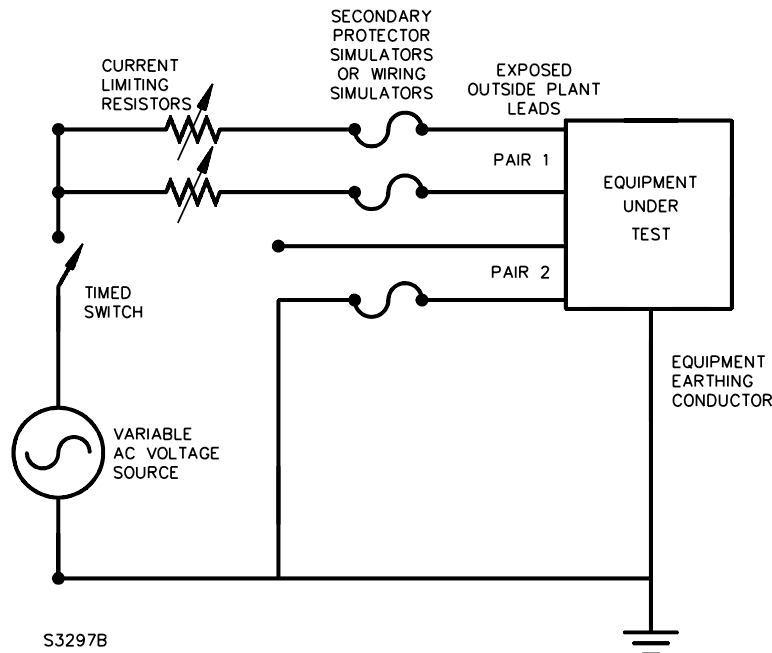 SECONDARY
PROTECTOR
SIMULATORS
OR WIRING
SIMULATORS
CURRENT
LIMITING
RESISTORS
EXPOSED
OUTSIDE PLANT
LEADS
PAIR 1
EQUIPMENT
UNDER
TEST
PAIR 2
TIMED
SWITCH
EQUIPMENT
EARTHING
CONDUCTOR
VARIABLE
AC VOLTAGE
SOURCE
S3297B